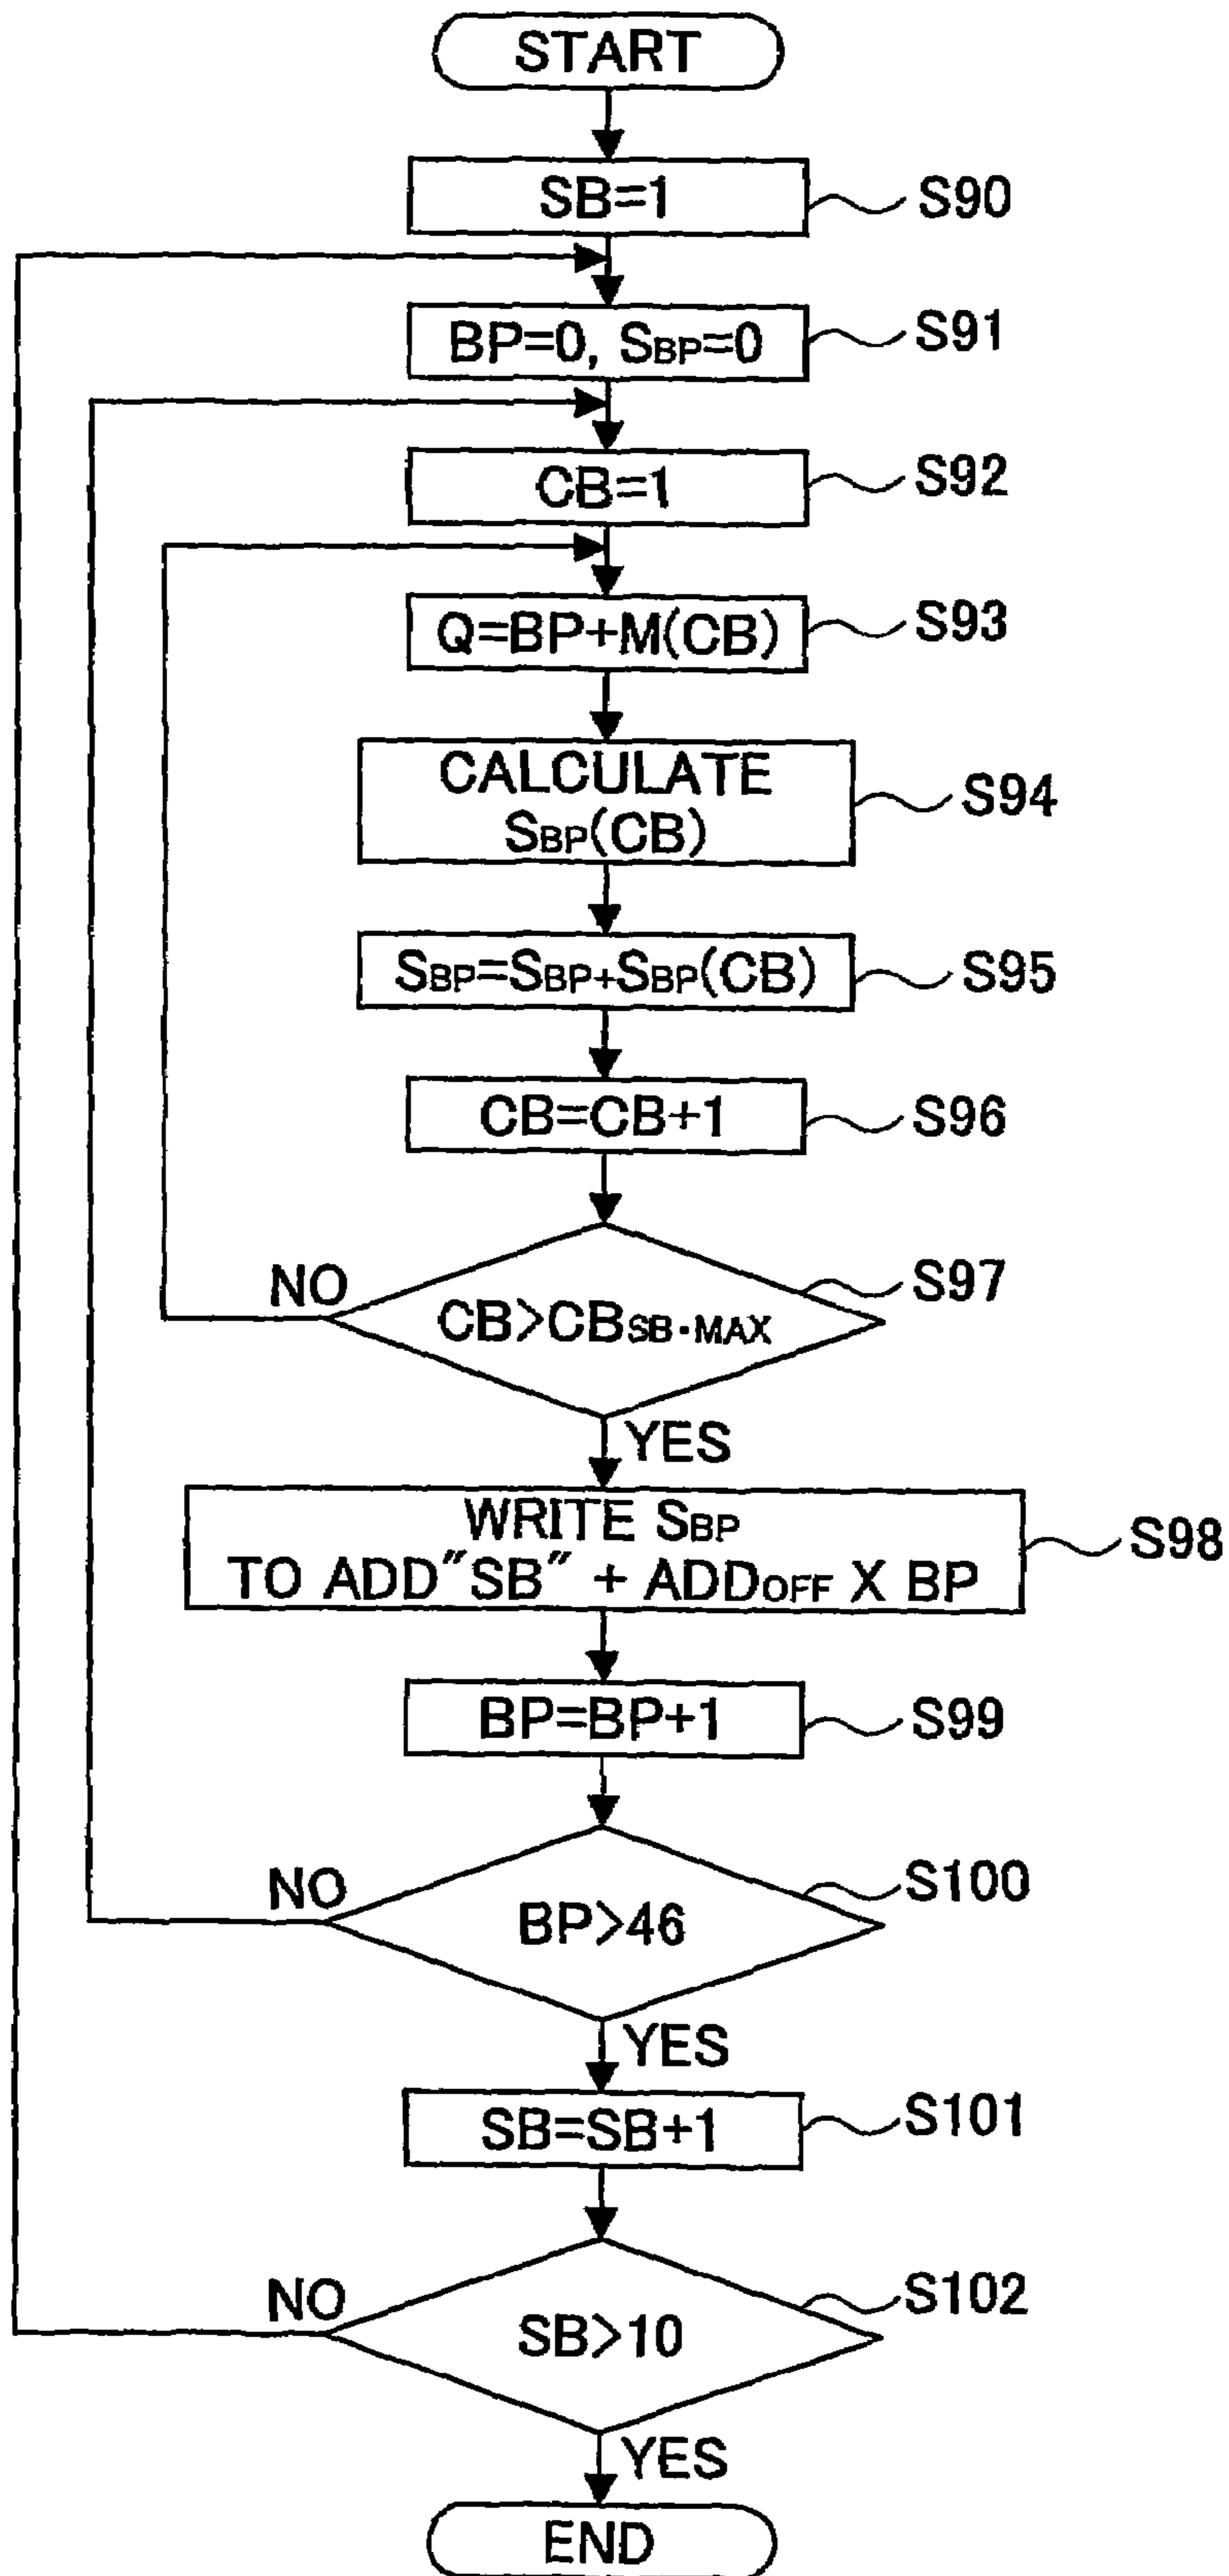 START
SB=1
S90
BP=0, SBP=0
S91
CB=1
S92
Q=BP+M(CB)
S93
CALCULATE
SBP(CB)
S94
SBP=SBP+SBP(CB)
S95
CB=CB+1
S96
NO
CB>CBSB·MAX
S97
YES
WRITE SBP
TO ADD"SB" + ADDOFF X BP
S98
BP=BP+1
S99
NO
BP>46
S100
YES
SB=SB+1
S101
NO
SB>10
S102
YES
END